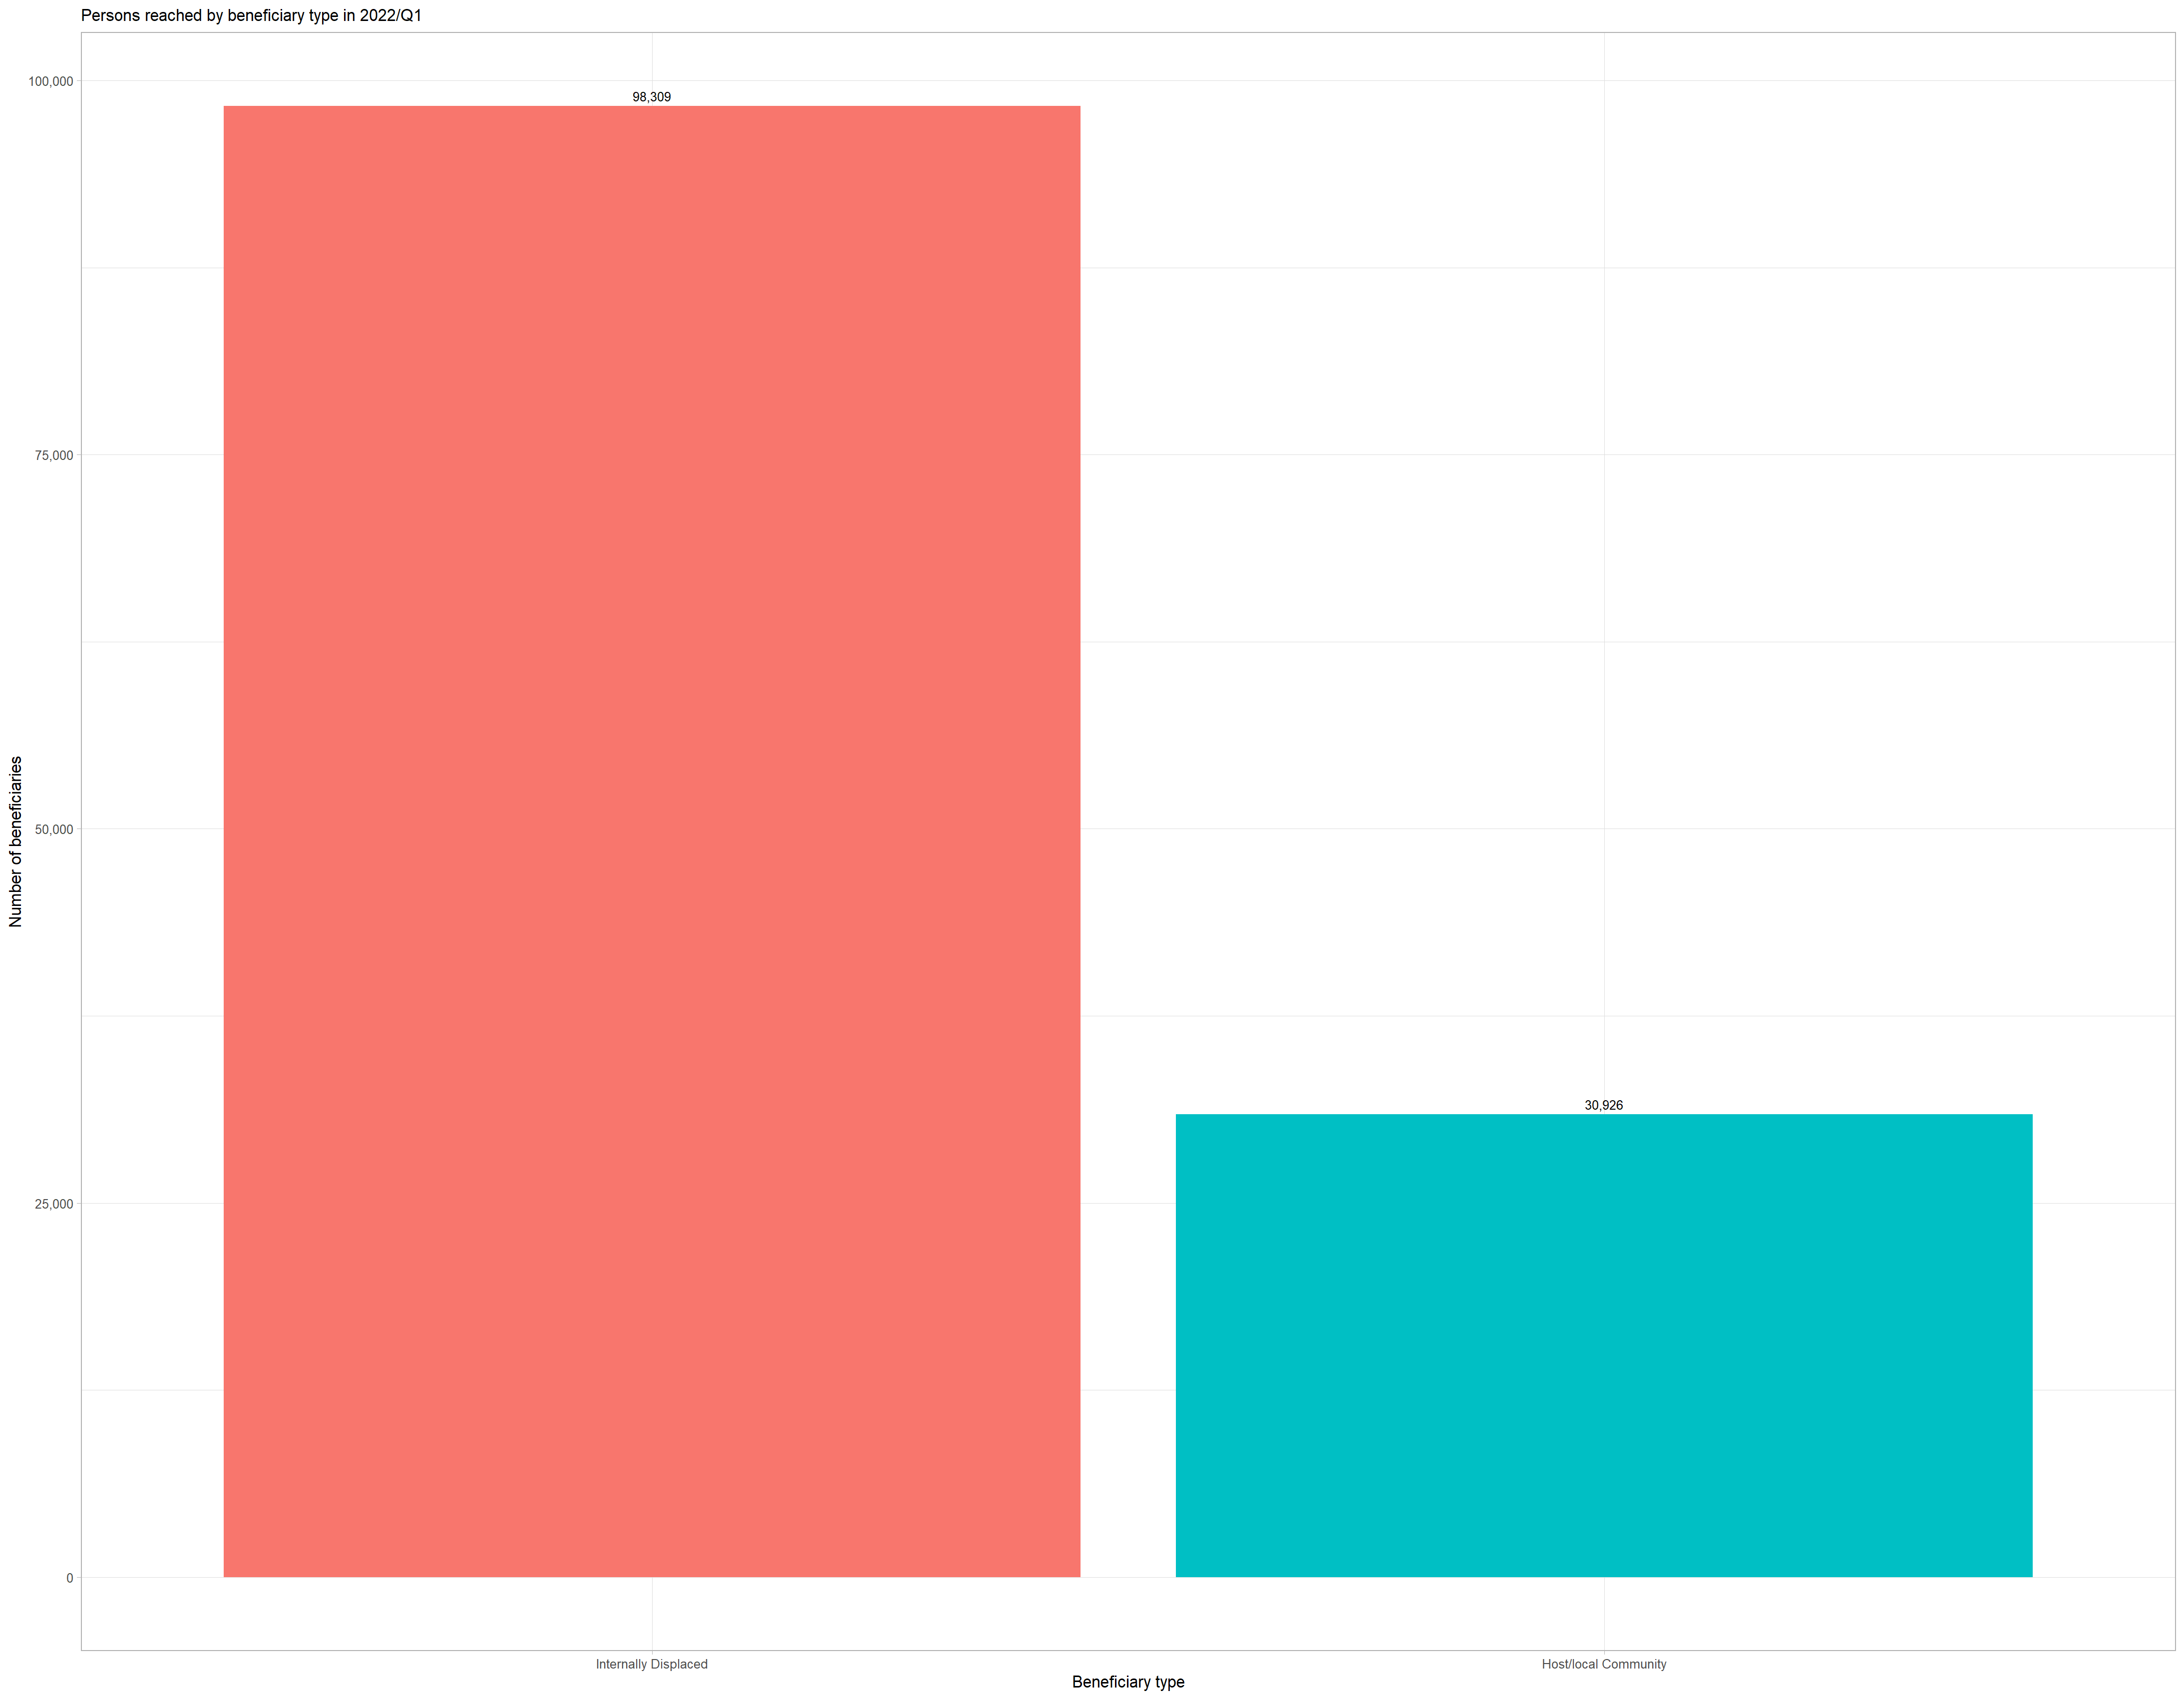 Persons reached by beneficiary type in 2022/Q1
100,000
98,309
75,000
50,000
30,926
25,000
0
Number of beneficiaries
Internally Displaced
Host/local Community
Beneficiary type